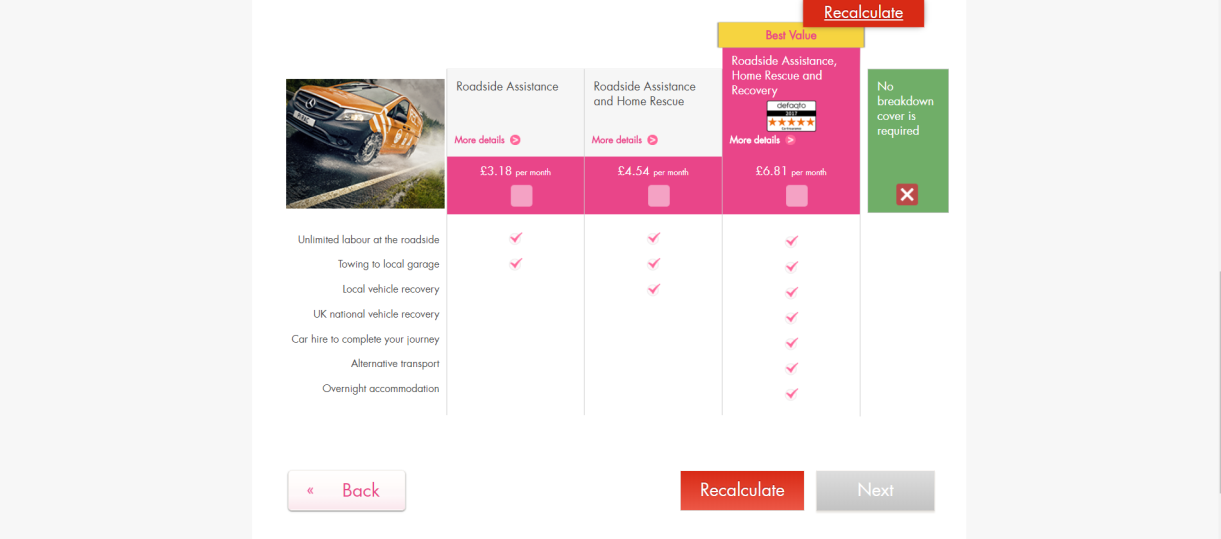 Recalculate
Best Value
Roadside Assistance
Roadside Assistance
and Home Rescue
Roadside Assistance,
Home Rescue and
Recovery
defaqto
2017
No
breakdown
cover is
required
More details
More details
More details
£3.18 per month
£4.54 per month
£6.81 per month
Unlimited labour at the roadside
Towing to local garage
Local vehicle recovery
UK national vehicle recovery
Car hire to complete your journey
Alternative transport
Overnight accommodation
« Back
Recalculate
Next